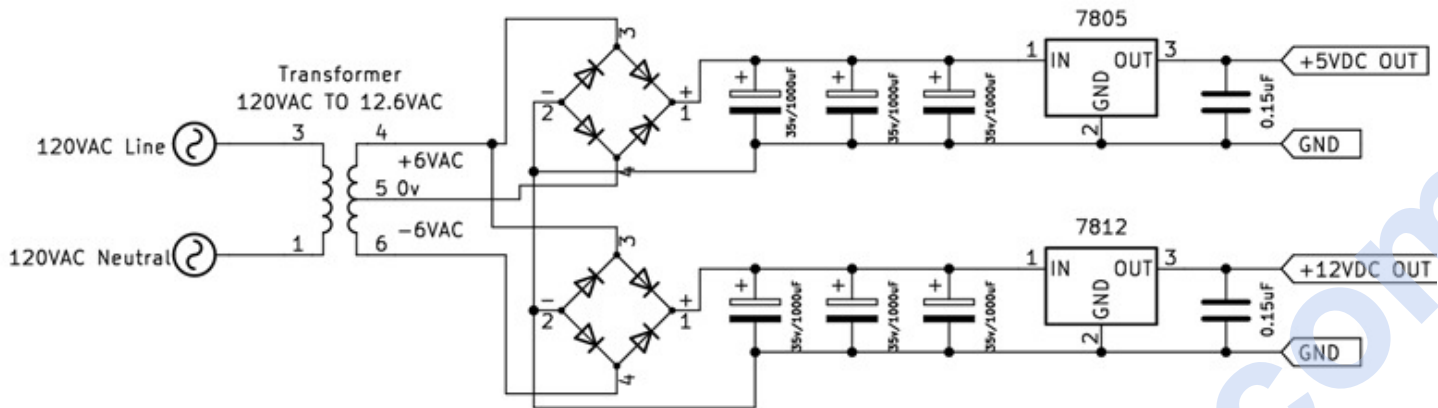 Transformer
120VAC TO 12.6VAC
120VAC Line
3
4
+6VAC
5 0v
-6VAC
120VAC Neutral
1
6
3
-
2
+
1
4
+
35v/1000uF
+
35v/1000uF
+
35v/1000uF
7805
1
IN
OUT
3
GND
2
0.15uF
+5VDC OUT
GND
3
-
2
+
1
4
+
35v/1000uF
+
35v/1000uF
+
35v/1000uF
7812
1
IN
OUT
3
GND
2
0.15uF
+12VDC OUT
GND
com